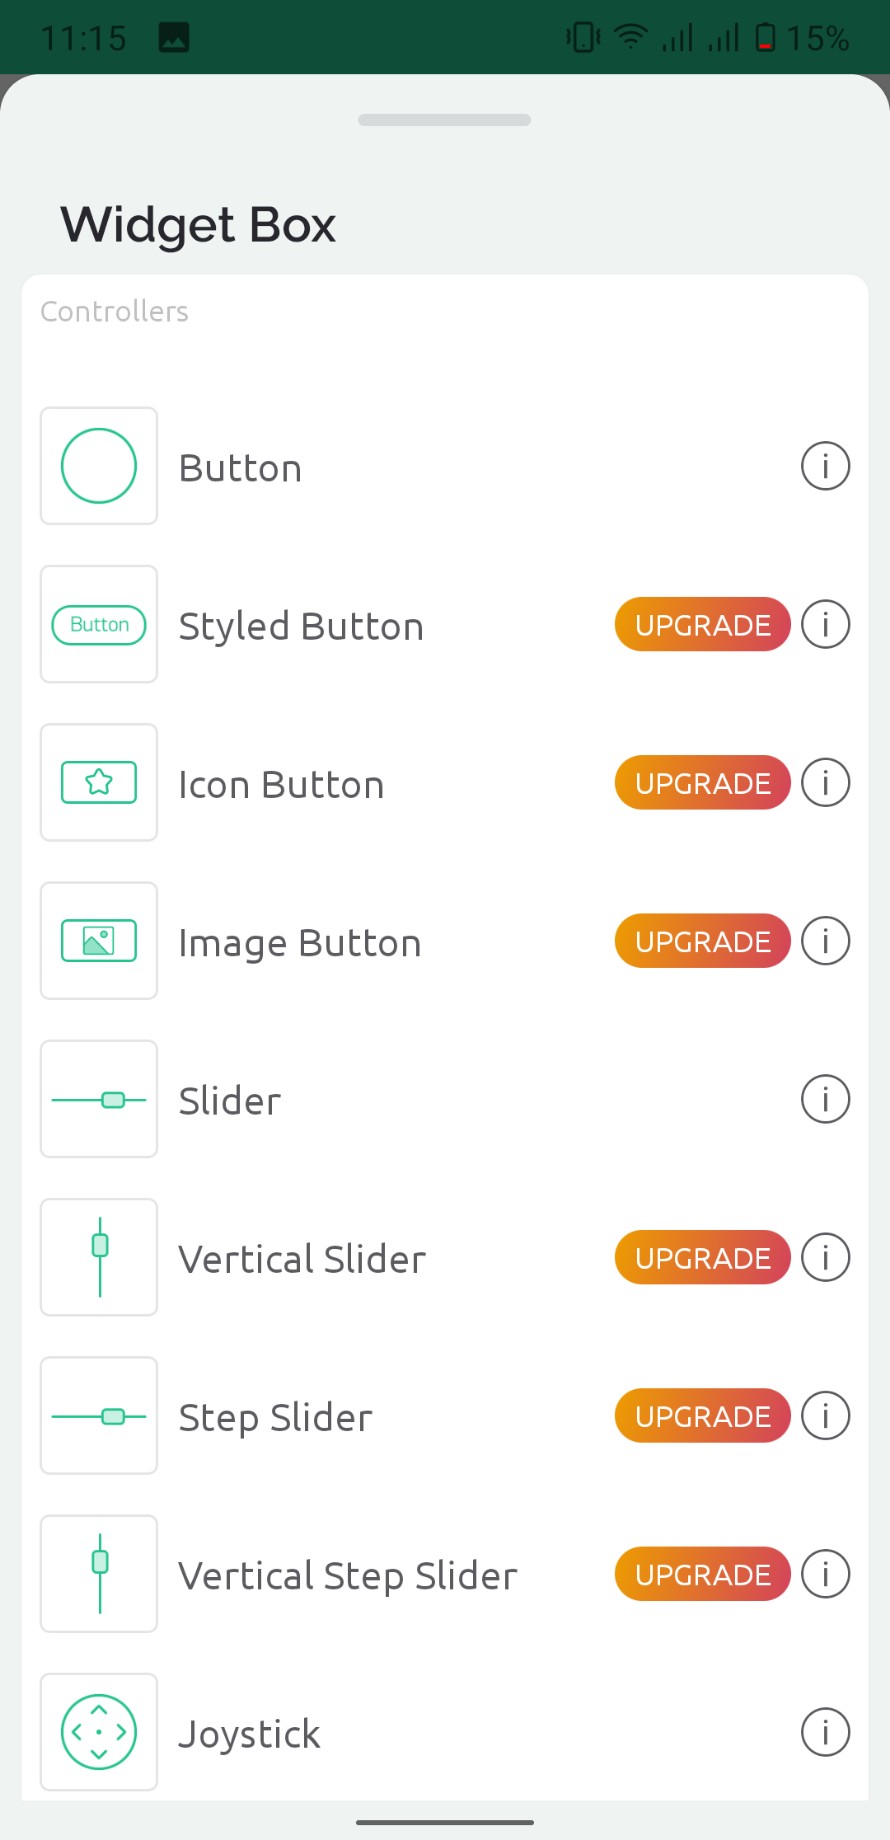 11:15 15%
Widget Box
Controllers
Button
Button Styled Button UPGRADE
Icon Button UPGRADE
Image Button UPGRADE
Slider
Vertical Slider UPGRADE
Step Slider UPGRADE
Vertical Step Slider UPGRADE
Joystick